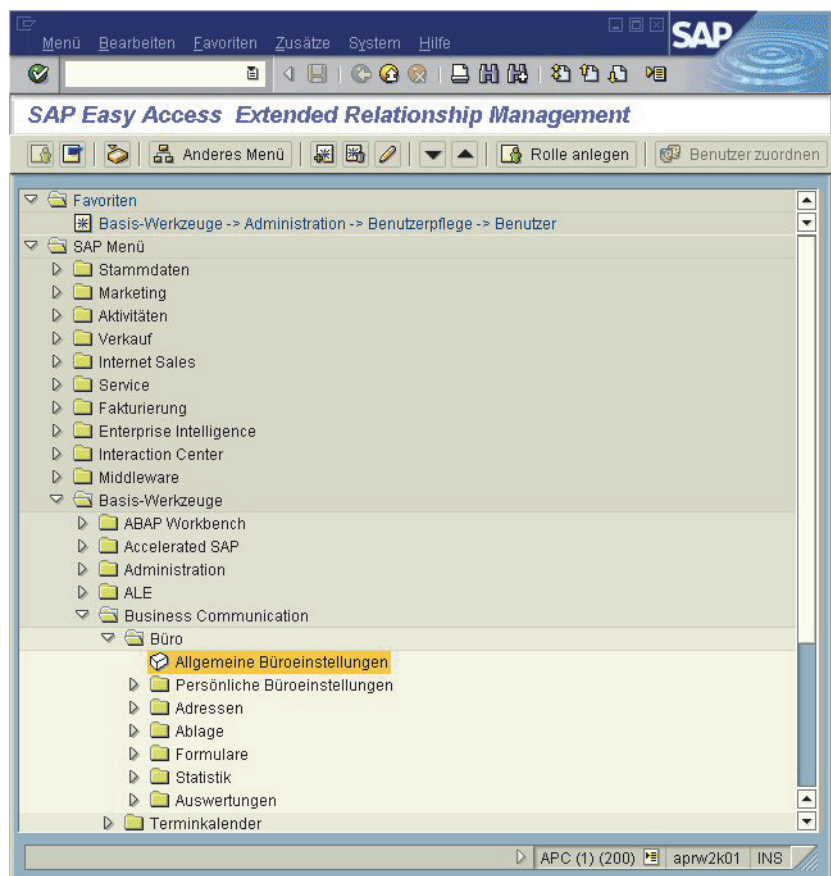 Menü Bearbeiten Favoriten Zusätze System Hilfe
SAP
SAP Easy Access Extended Relationship Management
Anderes Menü Rolle anlegen Benutzer zuordnen
Favoriten
Basis-Werkzeuge -> Administration -> Benutzerpflege -> Benutzer
SAP Menü
Stammdaten
Marketing
Aktivitäten
Verkauf
Internet Sales
Service
Fakturierung
Enterprise Intelligence
Interaction Center
Middleware
Basis-Werkzeuge
ABAP Workbench
Accelerated SAP
Administration
ALE
Business Communication
Büro
Allgemeine Büroeinstellungen
Persönliche Büroeinstellungen
Adressen
Ablage
Formulare
Statistik
Auswertungen
Terminkalender
APC (1) (200) aprw2k01 INS